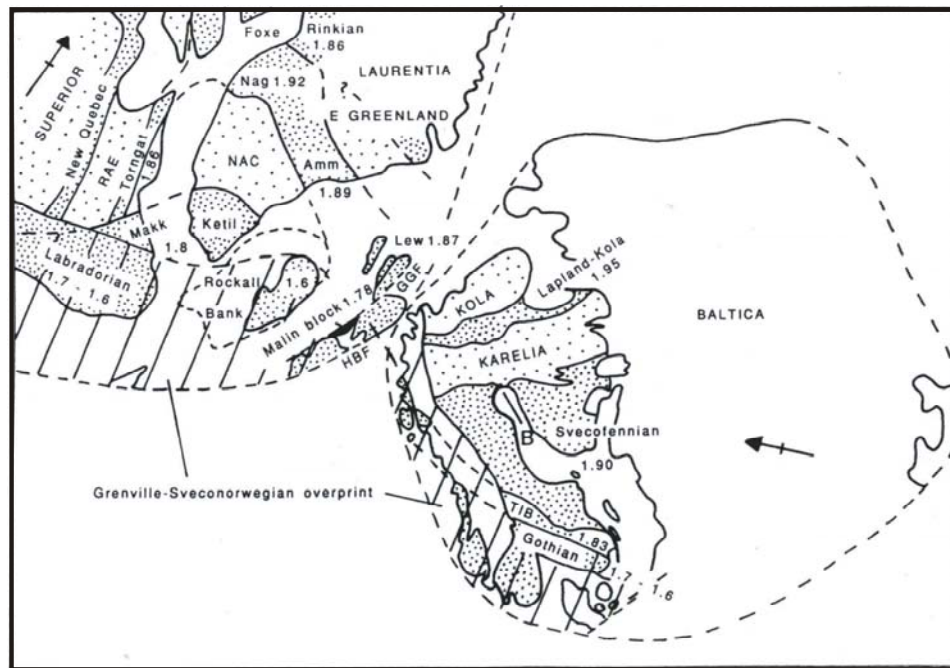 Foxe
Rinkian
1.86
LAURENTIA
Nag 1.92
?
E GREENLAND
SUPERIOR
New Quebec
RAE
Torngat
1.86
NAC
Amm
1.89
Makk
1.8
Ketil
Labradorian
1.7 1.6
Rockall
Bank
1.6
Lew 1.87
GGF
Malin block 1.78
HBF
KOLA
Lapland-Kola
1.95
KARELIA
BALTICA
B
Svecofennian
1.90
Grenville-Sveconorwegian overprint
TIB
1.83
Gothian
1.7 - 1.6